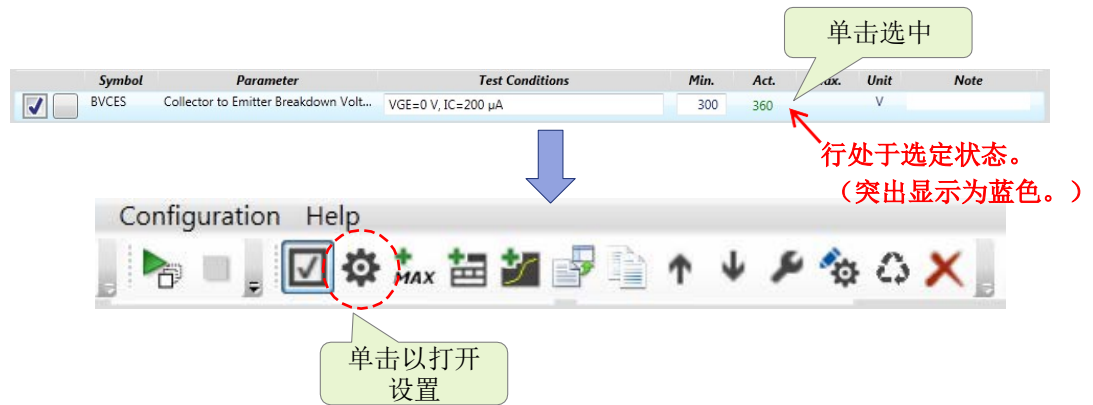 单击选中
Symbol Parameter Test Conditions Min. Act. Unit Note
BVCES Collector to Emitter Breakdown Volt... VGE=0 V, IC=200 µA 300 360 V
行处于选定状态。
（突出显示为蓝色。）
Configuration Help
MAX
单击以打开
设置